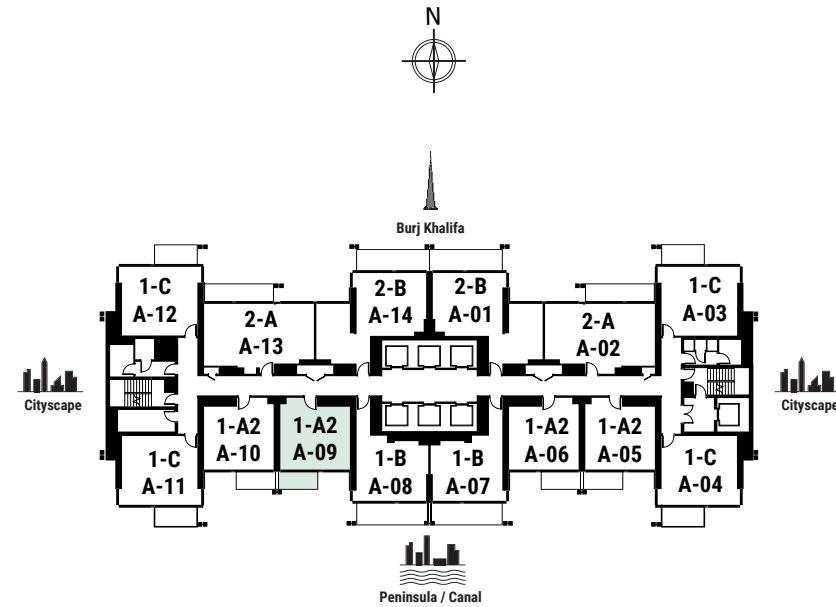 N
Burj Khalifa
1-C
A-12
2-A
A-13
2-B
A-14
2-B
A-01
2-A
A-02
1-C
A-03
Cityscape
Cityscape
1-C
A-11
1-A2
A-10
1-A2
A-09
1-B
A-08
1-B
A-07
1-A2
A-06
1-A2
A-05
1-C
A-04
Peninsula / Canal